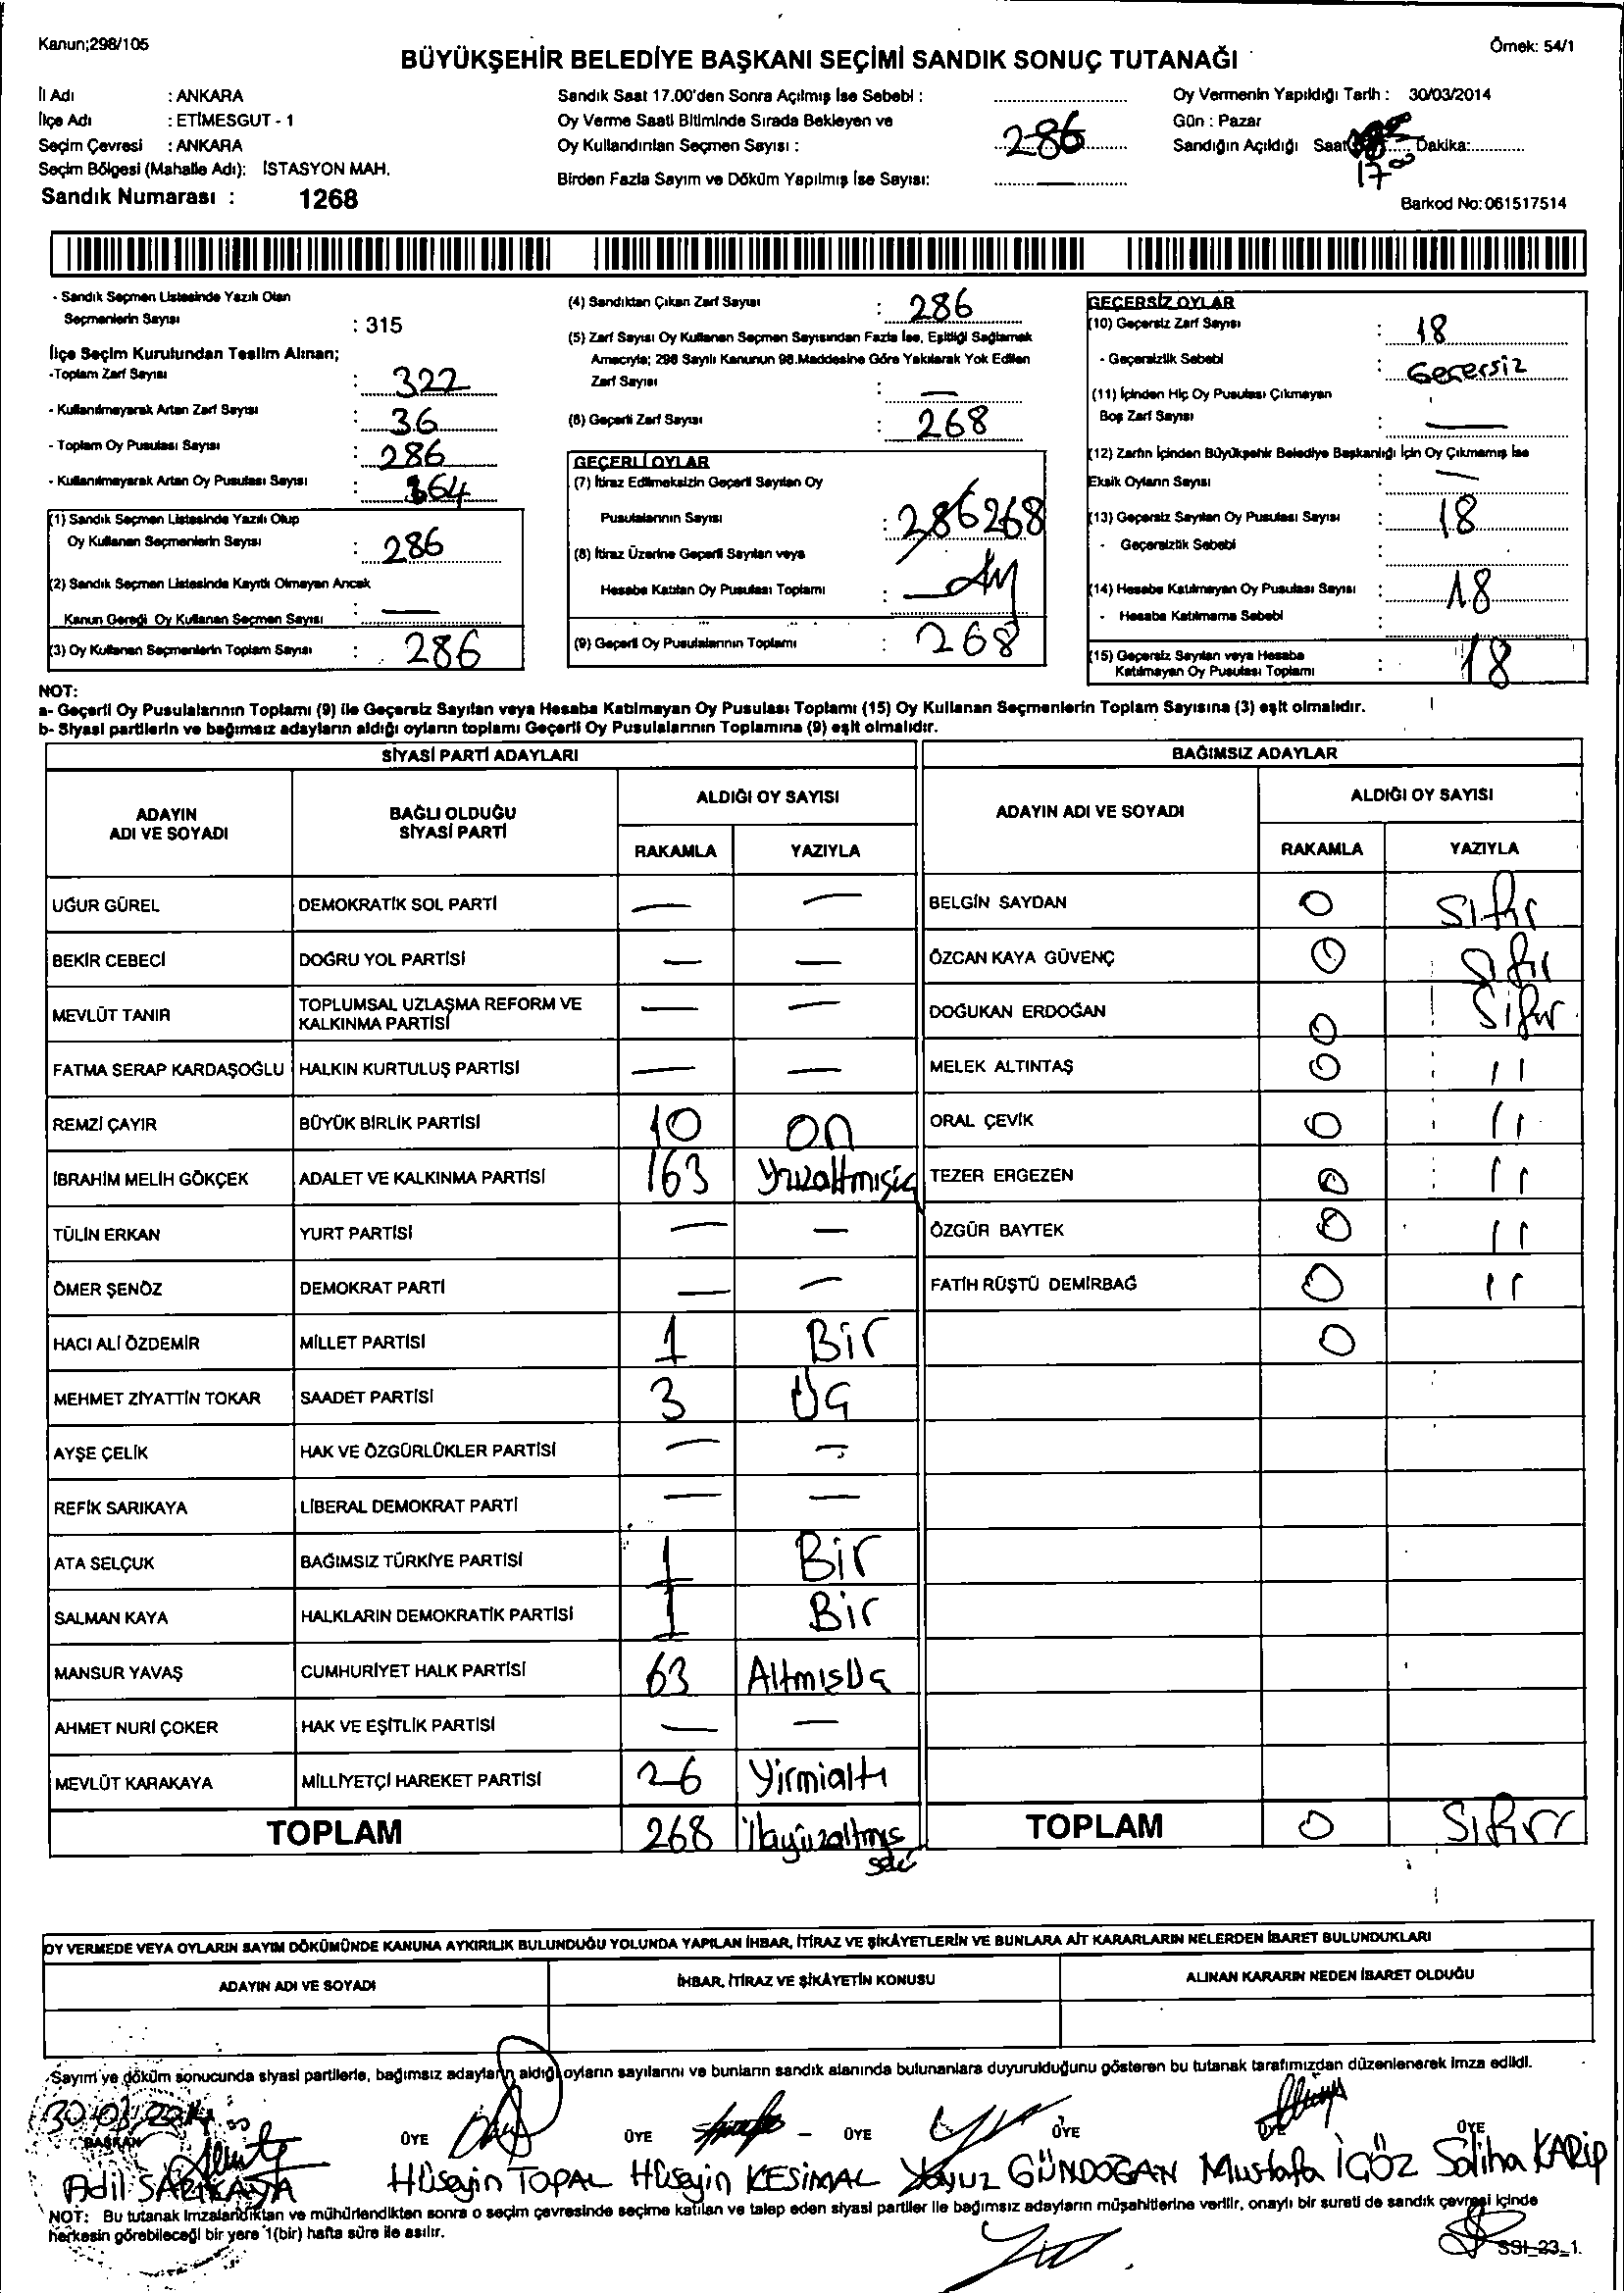 Kanun;298/105
Örnek: 54/1
BÜYÜKŞEHİR BELEDİYE BAŞKANI SEÇİMİ SANDIK SONUÇ TUTANAĞI
İl Adı : ANKARA
İlçe Adı : ETİMESGUT - 1
Seçim Çevresi : ANKARA
Seçim Bölgesi (Mahalle Adı): İSTASYON MAH.
Sandık Numarası : 1268
Sandık Saat 17.00'den Sonra Açılmış İse Sebebi :
Oy Verme Saati Bitiminde Sırada Bekleyen ve
Oy Kullandırılan Seçmen Sayısı : 286
Birden Fazla Sayım ve Döküm Yapılmış İse Sayısı: —
Oy Vermenin Yapıldığı Tarih : 30/03/2014
Gün : Pazar
Sandığın Açıldığı Saat Dakika:
17 00
Barkod No: 061517514
- Sandık Seçmen Listesinde Yazılı Olan
Seçmenlerin Sayısı : 315
İlçe Seçim Kurulundan Teslim Alınan;
-Toplam Zarf Sayısı : 322
- Kullanılmayarak Artan Zarf Sayısı : 36
- Toplam Oy Pusulası Sayısı : 286
- Kullanılmayarak Artan Oy Pusulası Sayısı : 64
(1) Sandık Seçmen Listesinde Yazılı Olup
Oy Kullanan Seçmenlerin Sayısı : 286
(2) Sandık Seçmen Listesinde Kayıtlı Olmayan Ancak
Kanun Gereği Oy Kullanan Seçmen Sayısı : —
(3) Oy Kullanan Seçmenlerin Toplam Sayısı : 286
(4) Sandıktan Çıkan Zarf Sayısı : 286
(5) Zarf Sayısı Oy Kullanan Seçmen Sayısından Fazla İse, Eşitliği Sağlamak
Amacıyla; 298 Sayılı Kanunun 98.Maddesine Göre Yakılarak Yok Edilen
Zarf Sayısı : —
(6) Geçerli Zarf Sayısı : 268
GEÇERLİ OYLAR
(7) İtiraz Edilmeksizin Geçerli Sayılan Oy
Pusulalarının Sayısı : 286 268
(8) İtiraz Üzerine Geçerli Sayılan veya
Hesaba Katılan Oy Pusulası Toplamı : —
(9) Geçerli Oy Pusulalarının Toplamı : 268
GEÇERSİZ OYLAR
(10) Geçersiz Zarf Sayısı : 18
- Geçersizlik Sebebi : Geçersiz
(11) İçinden Hiç Oy Pusulası Çıkmayan
Boş Zarf Sayısı : —
(12) Zarfın İçinden Büyükşehir Belediye Başkanlığı İçin Oy Çıkmamış İse
Eksik Oyların Sayısı : —
(13) Geçersiz Sayılan Oy Pusulası Sayısı : 18
- Geçersizlik Sebebi :
(14) Hesaba Katılmayan Oy Pusulası Sayısı : 18
- Hesaba Katılmama Sebebi :
(15) Geçersiz Sayılan veya Hesaba
Katılmayan Oy Pusulası Toplamı : 18
NOT:
a- Geçerli Oy Pusulalarının Toplamı (9) ile Geçersiz Sayılan veya Hesaba Katılmayan Oy Pusulası Toplamı (15) Oy Kullanan Seçmenlerin Toplam Sayısına (3) eşit olmalıdır.
b- Siyasi partilerin ve bağımsız adayların aldığı oyların toplamı Geçerli Oy Pusulalarının Toplamına (9) eşit olmalıdır.
SİYASİ PARTİ ADAYLARI
ADAYIN ADI VE SOYADI
BAĞLI OLDUĞU SİYASİ PARTİ
ALDIĞI OY SAYISI
RAKAMLA YAZIYLA
UĞUR GÜREL DEMOKRATİK SOL PARTİ — —
BEKİR CEBECİ DOĞRU YOL PARTİSİ — —
MEVLÜT TANIR TOPLUMSAL UZLAŞMA REFORM VE KALKINMA PARTİSİ — —
FATMA SERAP KARDAŞOĞLU HALKIN KURTULUŞ PARTİSİ — —
REMZİ ÇAYIR BÜYÜK BİRLİK PARTİSİ 10 on
İBRAHİM MELİH GÖKÇEK ADALET VE KALKINMA PARTİSİ 163 Yüzaltmışüç
TÜLİN ERKAN YURT PARTİSİ — —
ÖMER ŞENÖZ DEMOKRAT PARTİ — —
HACI ALİ ÖZDEMİR MİLLET PARTİSİ 1 Bir
MEHMET ZİYATTİN TOKAR SAADET PARTİSİ 3 ÜÇ
AYŞE ÇELİK HAK VE ÖZGÜRLÜKLER PARTİSİ — —
REFİK SARIKAYA LİBERAL DEMOKRAT PARTİ — —
ATA SELÇUK BAĞIMSIZ TÜRKİYE PARTİSİ 1 Bir
SALMAN KAYA HALKLARIN DEMOKRATİK PARTİSİ 1 Bir
MANSUR YAVAŞ CUMHURİYET HALK PARTİSİ 63 AltmışÜç
AHMET NURİ ÇOKER HAK VE EŞİTLİK PARTİSİ — —
MEVLÜT KARAKAYA MİLLİYETÇİ HAREKET PARTİSİ 26 Yirmialtı
TOPLAM 268
BAĞIMSIZ ADAYLAR
ADAYIN ADI VE SOYADI
ALDIĞI OY SAYISI
RAKAMLA YAZIYLA
BELGİN SAYDAN 0 Sıfır
ÖZCAN KAYA GÜVENÇ 0 Sıfır
DOĞUKAN ERDOĞAN 0 Sıfır
MELEK ALTINTAŞ 0 ı ı
ORAL ÇEVİK 0 ı ı
TEZER ERGEZEN 0 ı ı
ÖZGÜR BAYTEK 0 ı ı
FATİH RÜŞTÜ DEMİRBAĞ 0 ı ı
0
TOPLAM 0 Sıfır
OY VERMEDE VEYA OYLARIN SAYIM DÖKÜMÜNDE KANUNA AYKIRILIK BULUNDUĞU YOLUNDA YAPILAN İHBAR, İTİRAZ VE ŞİKÂYETLERİN VE BUNLARA AİT KARARLARIN NELERDEN İBARET BULUNDUKLARI
ADAYIN ADI VE SOYADI
İHBAR, İTİRAZ VE ŞİKÂYETİN KONUSU
ALINAN KARARIN NEDEN İBARET OLDUĞU
Sayım ve döküm sonucunda siyasi partilerle, bağımsız adayların aldığı oyların sayılarını ve bunların sandık alanında bulunanlara duyurulduğunu gösteren bu tutanak tarafımızdan düzenlenerek imza edildi.
30.03.2014
BAŞKAN ÜYE ÜYE ÜYE ÜYE ÜYE ÜYE
Adil SARIKAYA Hüseyin TOPAL Hüseyin KESİMAL Yavuz GÜNDOĞAN Mustafa İÇÖZ Saliha KARİP
NOT: Bu tutanak imzalandıktan ve mühürlendikten sonra o seçim çevresinde seçime katılan ve talep eden siyasi partiler ile bağımsız adayların müşahitlerine verilir, onaylı bir sureti de sandık çevresi içinde
herkesin görebileceği bir yere 1(bir) hafta süre ile asılır.
SSI_23_1.